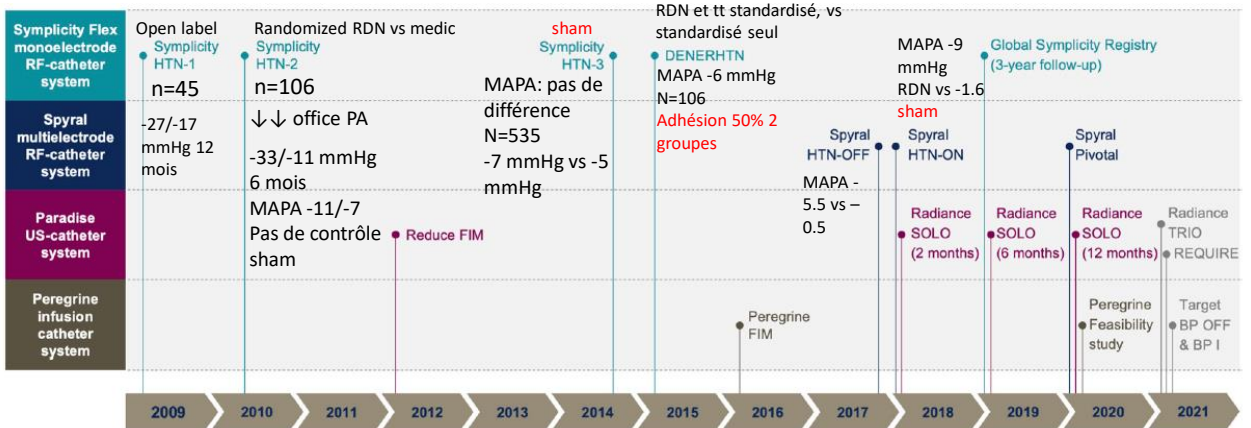 Symplicity Flex
monoelectrode
RF-catheter
system
Open label
Symplicity
HTN-1
n=45
-27/-17
mmHg 12
mois
Randomized RDN vs medic
Symplicity
HTN-2
n=106
↓↓ office PA
-33/-11 mmHg
6 mois
MAPA -11/-7
Pas de contrôle
sham
sham
Symplicity
HTN-3
MAPA: pas de
différence
N=535
-7 mmHg vs -5
mmHg
RDN et tt standardisé, vs
standardisé seul
DENERHTN
MAPA -6 mmHg
N=106
Adhésion 50% 2
groupes
MAPA -9
mmHg
RDN vs -1.6
sham
Global Symplicity Registry
(3-year follow-up)
Spyral
multielectrode
RF-catheter
system
Spyral
HTN-OFF
MAPA -
5.5 vs –
0.5
Spyral
HTN-ON
Spyral
Pivotal
Paradise
US-catheter
system
Reduce FIM
Radiance
SOLO
(2 months)
Radiance
SOLO
(6 months)
Radiance
SOLO
(12 months)
Radiance
TRIO
REQUIRE
Peregrine
infusion
catheter
system
Peregrine
FIM
Peregrine
Feasibility
study
Target
BP OFF
& BP I
2009 2010 2011 2012 2013 2014 2015 2016 2017 2018 2019 2020 2021